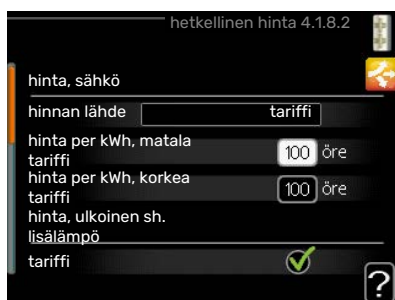 hetkellinen hinta 4.1.8.2
hinta, sähkö
hinnan lähde tariffi
hinta per kWh, matala
tariffi 100 öre
hinta per kWh, korkea
tariffi 100 öre
hinta, ulkoinen sh.
lisälämpö
tariffi
?